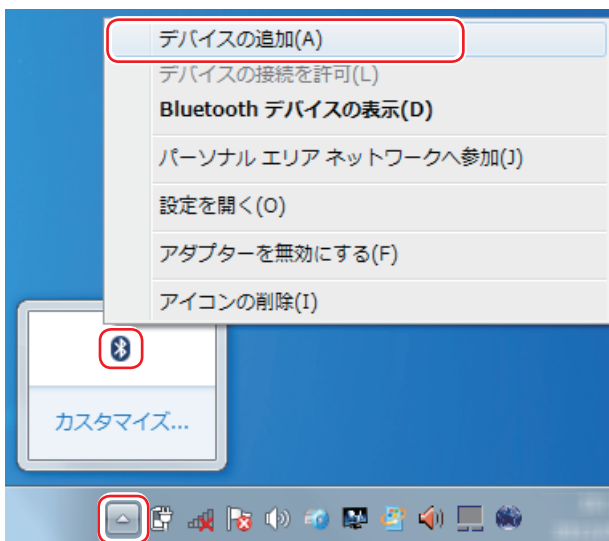 デバイスの追加(A)
デバイスの接続を許可(L)
Bluetooth デバイスの表示(D)
パーソナル エリア ネットワークへ参加(J)
設定を開く(O)
アダプターを無効にする(F)
アイコンの削除(I)
カスタマイズ...